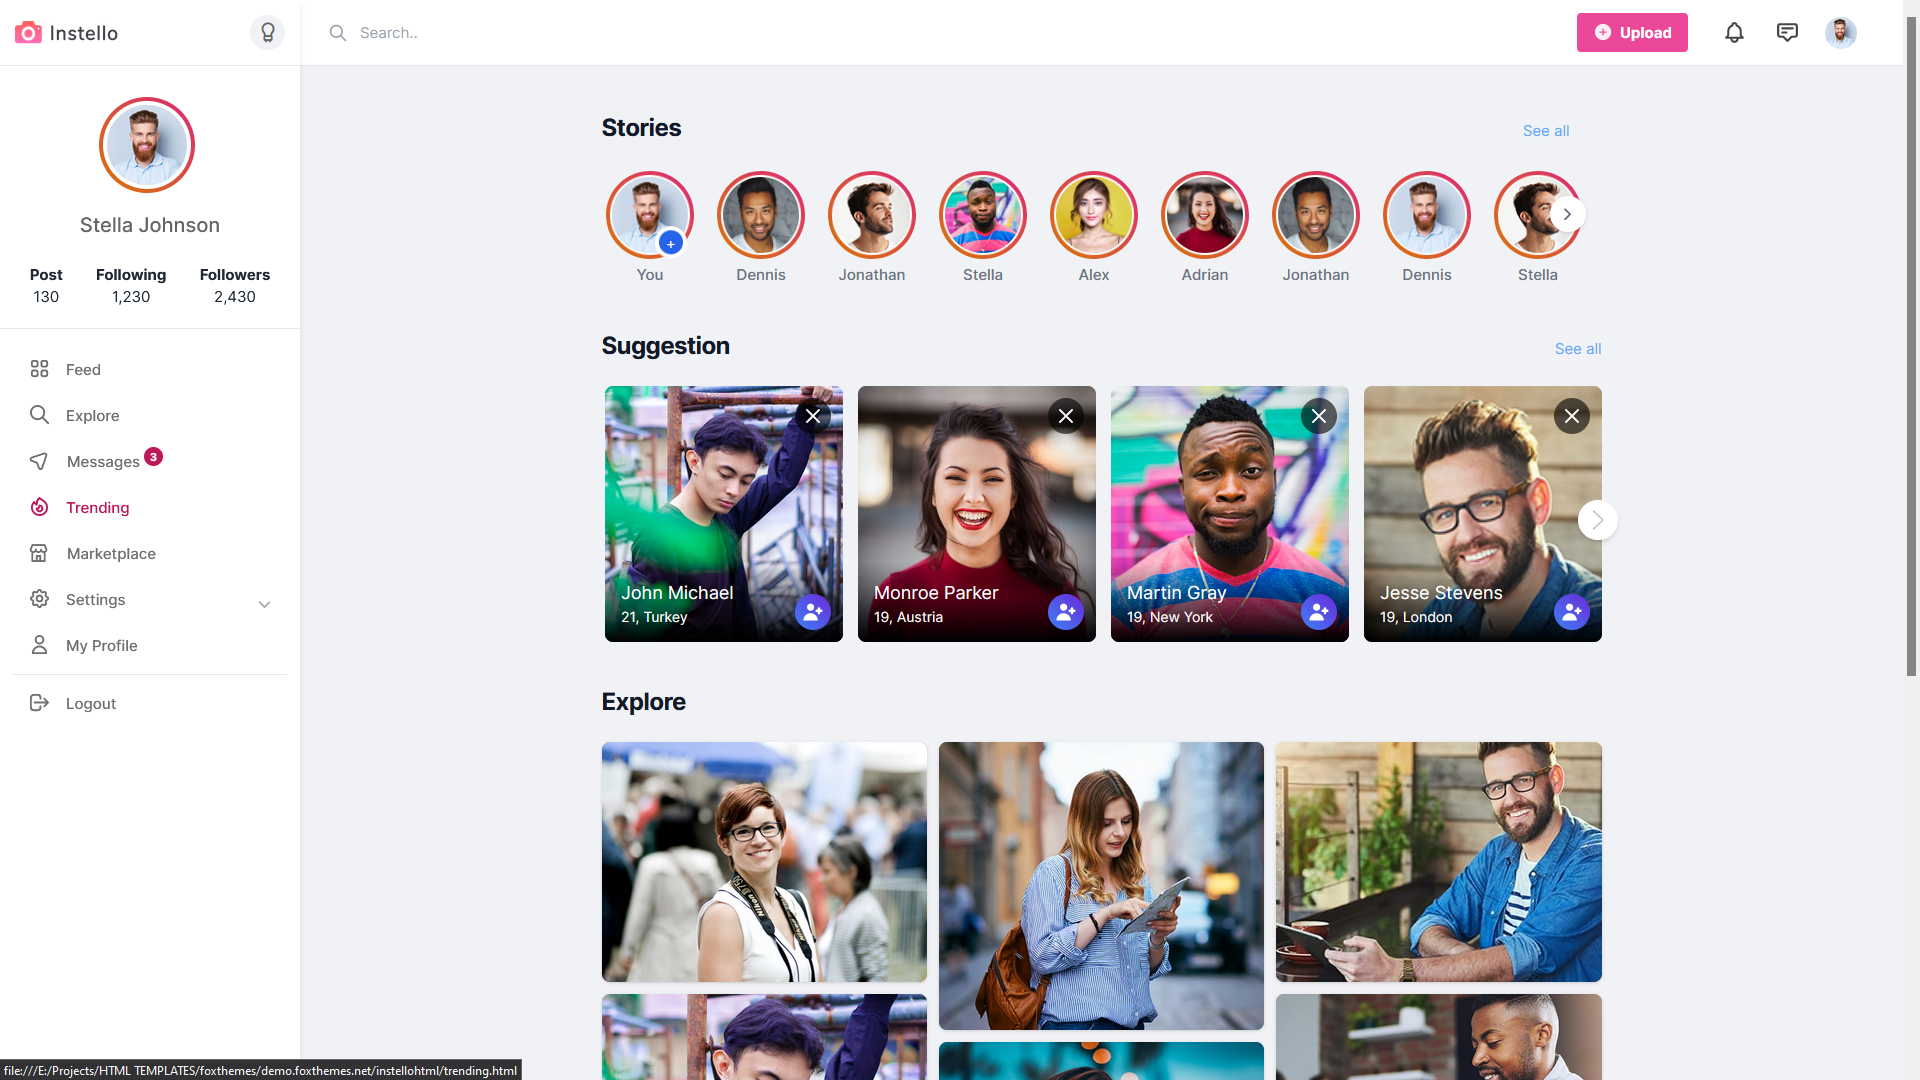 Instello
Search..
Upload
Stella Johnson
Post Following Followers
130 1,230 2,430
Feed
Explore
Messages 3
Trending
Marketplace
Settings
My Profile
Logout
Stories See all
You Dennis Jonathan Stella Alex Adrian Jonathan Dennis Stella
Suggestion See all
John Michael
21, Turkey
Monroe Parker
19, Austria
Martin Gray
19, New York
Jesse Stevens
19, London
Explore
Nikon D750
Nikon
file:///E:/Projects/HTML TEMPLATES/foxthemes/demo.foxthemes.net/instellohtml/trending.html